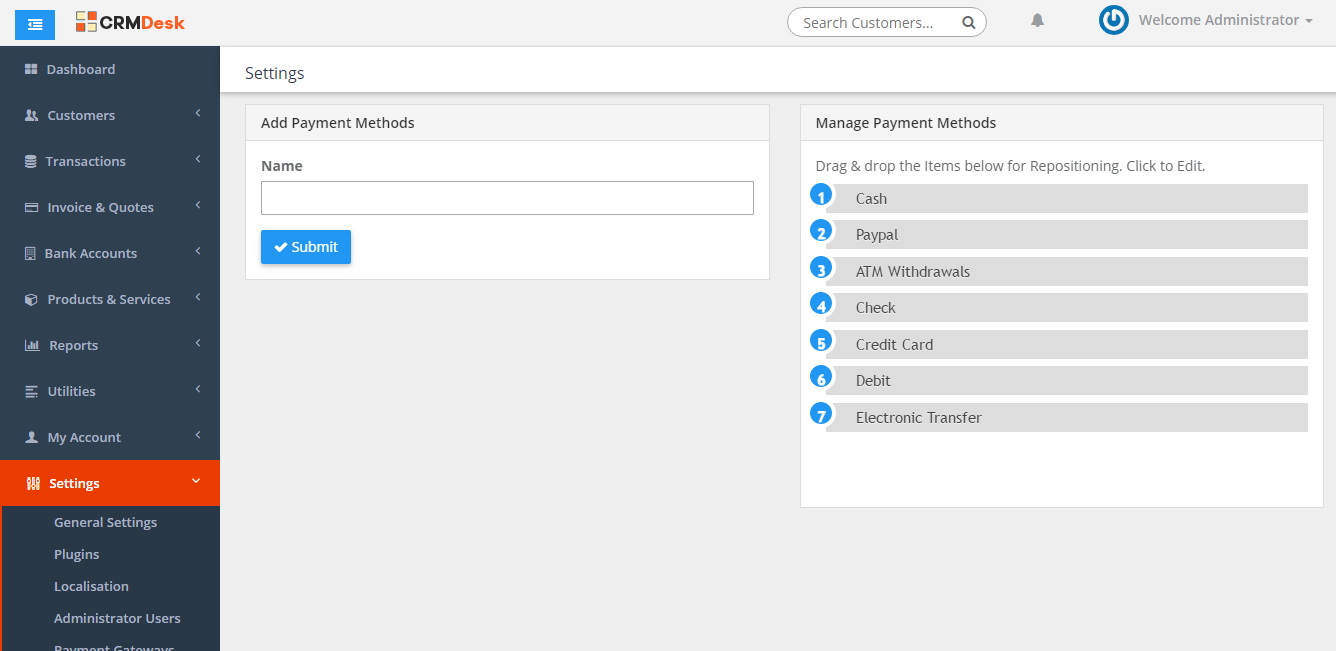 CRMDesk
Search Customers...
Welcome Administrator
Dashboard
Customers
Transactions
Invoice & Quotes
Bank Accounts
Products & Services
Reports
Utilities
My Account
Settings
General Settings
Plugins
Localisation
Administrator Users
Payment Gateways
Settings
Add Payment Methods
Name
Submit
Manage Payment Methods
Drag & drop the Items below for Repositioning. Click to Edit.
1 Cash
2 Paypal
3 ATM Withdrawals
4 Check
5 Credit Card
6 Debit
7 Electronic Transfer